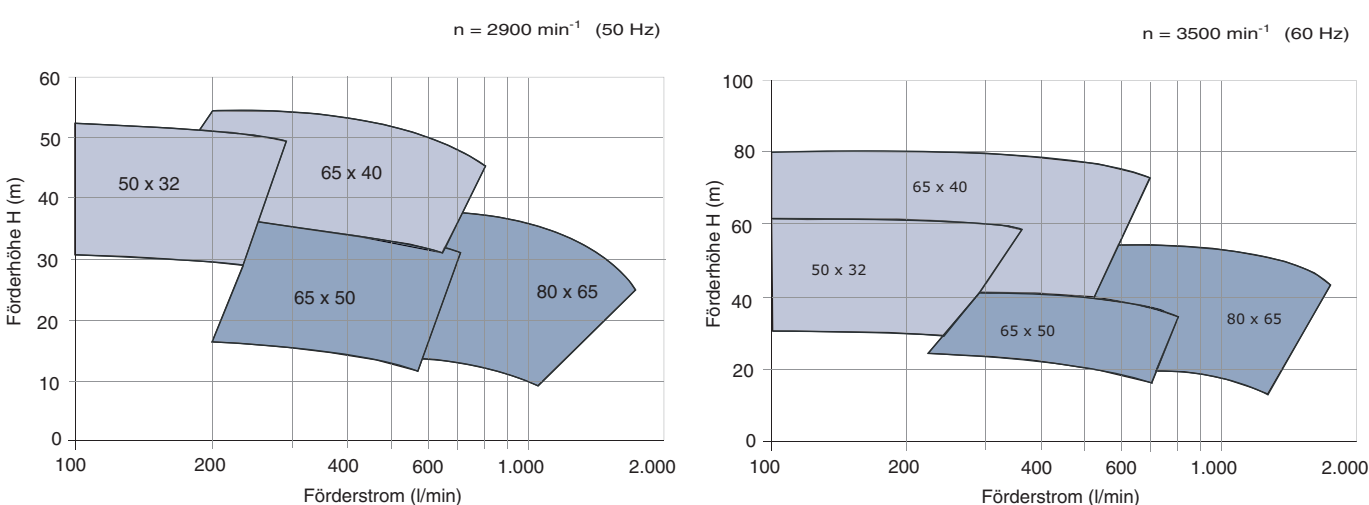 n = 2900 min⁻¹ (50 Hz)
60
50
40
30
20
10
0
Förderhöhe H (m)
50 x 32
65 x 40
65 x 50
80 x 65
100
200
400
600
1.000
2.000
Förderstrom (l/min)
n = 3500 min⁻¹ (60 Hz)
100
80
60
40
20
0
Förderhöhe H (m)
65 x 40
50 x 32
65 x 50
80 x 65
100
200
400
600
1.000
2.000
Förderstrom (l/min)